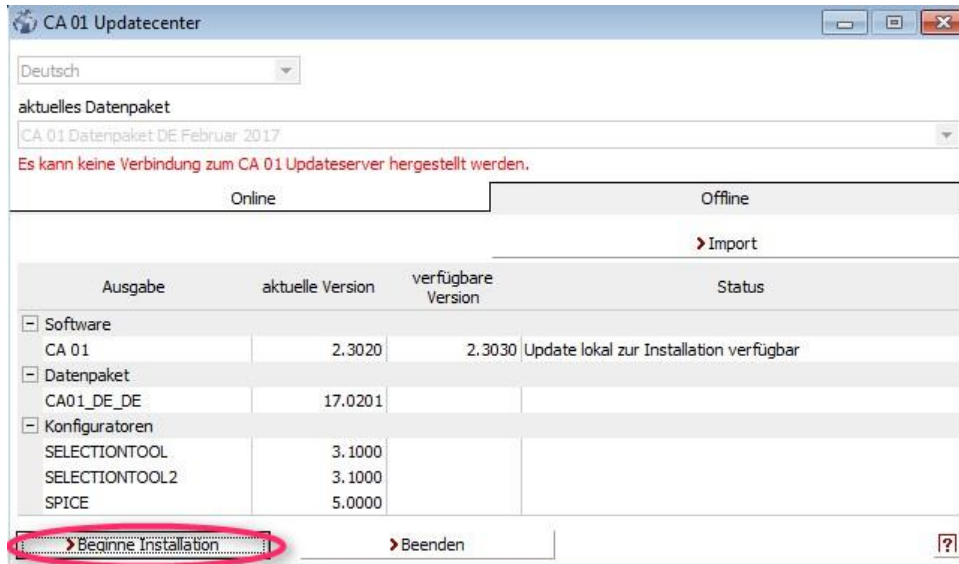 CA 01 Updatecenter
Deutsch
aktuelles Datenpaket
CA 01 Datenpaket DE Februar 2017
Es kann keine Verbindung zum CA 01 Updateserver hergestellt werden.
Online Offline
Import
Ausgabe aktuelle Version verfügbare Version Status
Software
CA 01 2.3020 2.3030 Update lokal zur Installation verfügbar
Datenpaket
CA01_DE_DE 17.0201
Konfiguratoren
SELECTIONTOOL 3.1000
SELECTIONTOOL2 3.1000
SPICE 5.0000
Beginne Installation Beenden ?